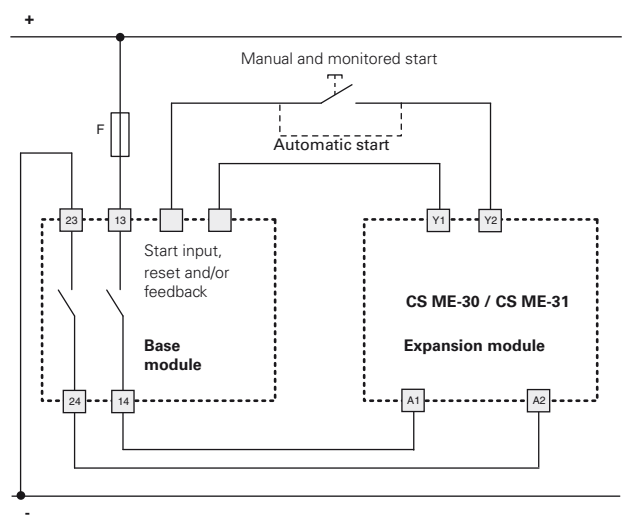 +
Manual and monitored start
F
Automatic start
23
13
Y1
Y2
Start input,
reset and/or
feedback
CS ME-30 / CS ME-31
Base
module
Expansion module
24
14
A1
A2
-